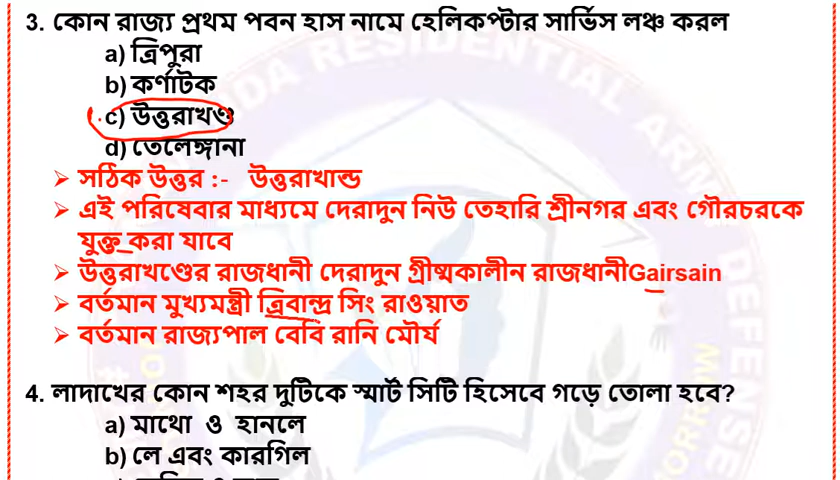 3. কোন রাজ্য প্রথম পবন হাস নামে হেলিকপ্টার সার্ভিস লঞ্চ করল
a) ত্রিপুরা
b) কর্ণাটক
c) উত্তরাখণ্ড
d) তেলেঙ্গানা
➢ সঠিক উত্তর :- উত্তরাখান্ড
➢ এই পরিষেবার মাধ্যমে দেরাদুন নিউ তেহারি শ্রীনগর এবং গৌরচরকে
যুক্ত করা যাবে
➢ উত্তরাখণ্ডের রাজধানী দেরাদুন গ্রীষ্মকালীন রাজধানীGairsain
➢ বর্তমান মুখ্যমন্ত্রী ত্রিবান্দ্র সিং রাওয়াত
➢ বর্তমান রাজ্যপাল বেবি রানি মৌর্য
4. লাদাখের কোন শহর দুটিকে স্মার্ট সিটি হিসেবে গড়ে তোলা হবে?
a) মাথো ও হানলে
b) লে এবং কারগিল